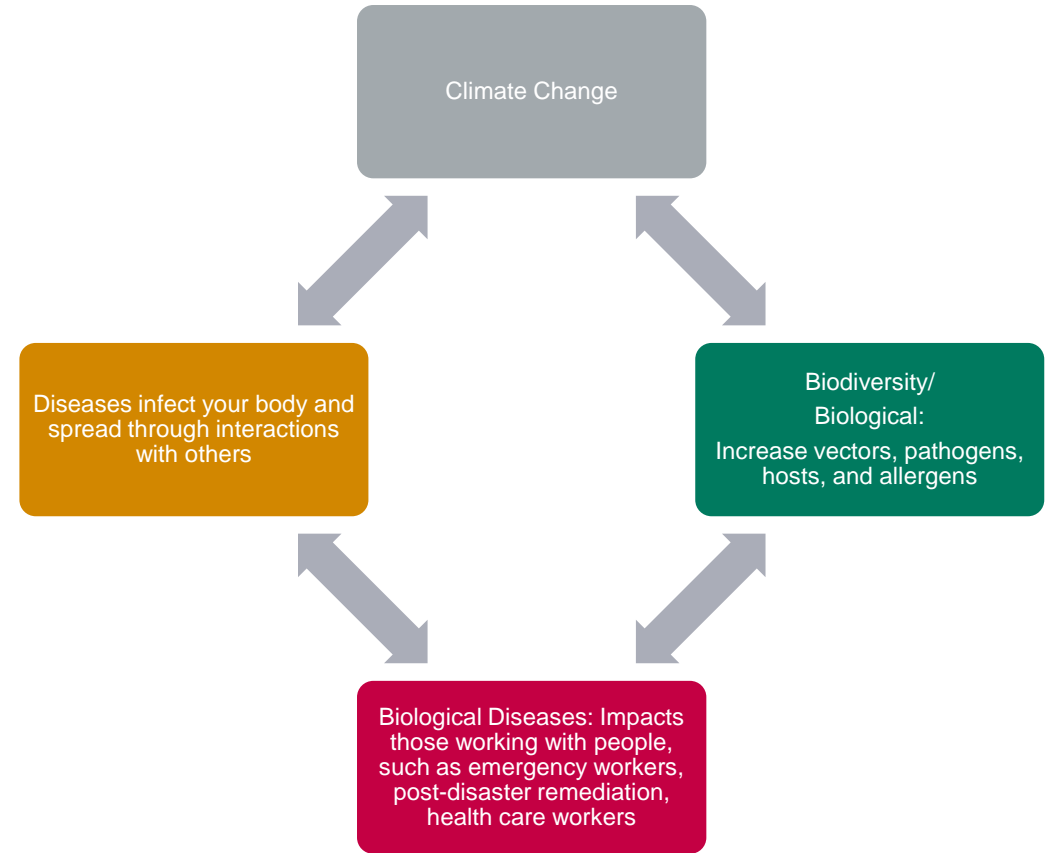 Climate Change
Diseases infect your body and
spread through interactions
with others
Biodiversity/
Biological:
Increase vectors, pathogens,
hosts, and allergens
Biological Diseases: Impacts
those working with people,
such as emergency workers,
post-disaster remediation,
health care workers